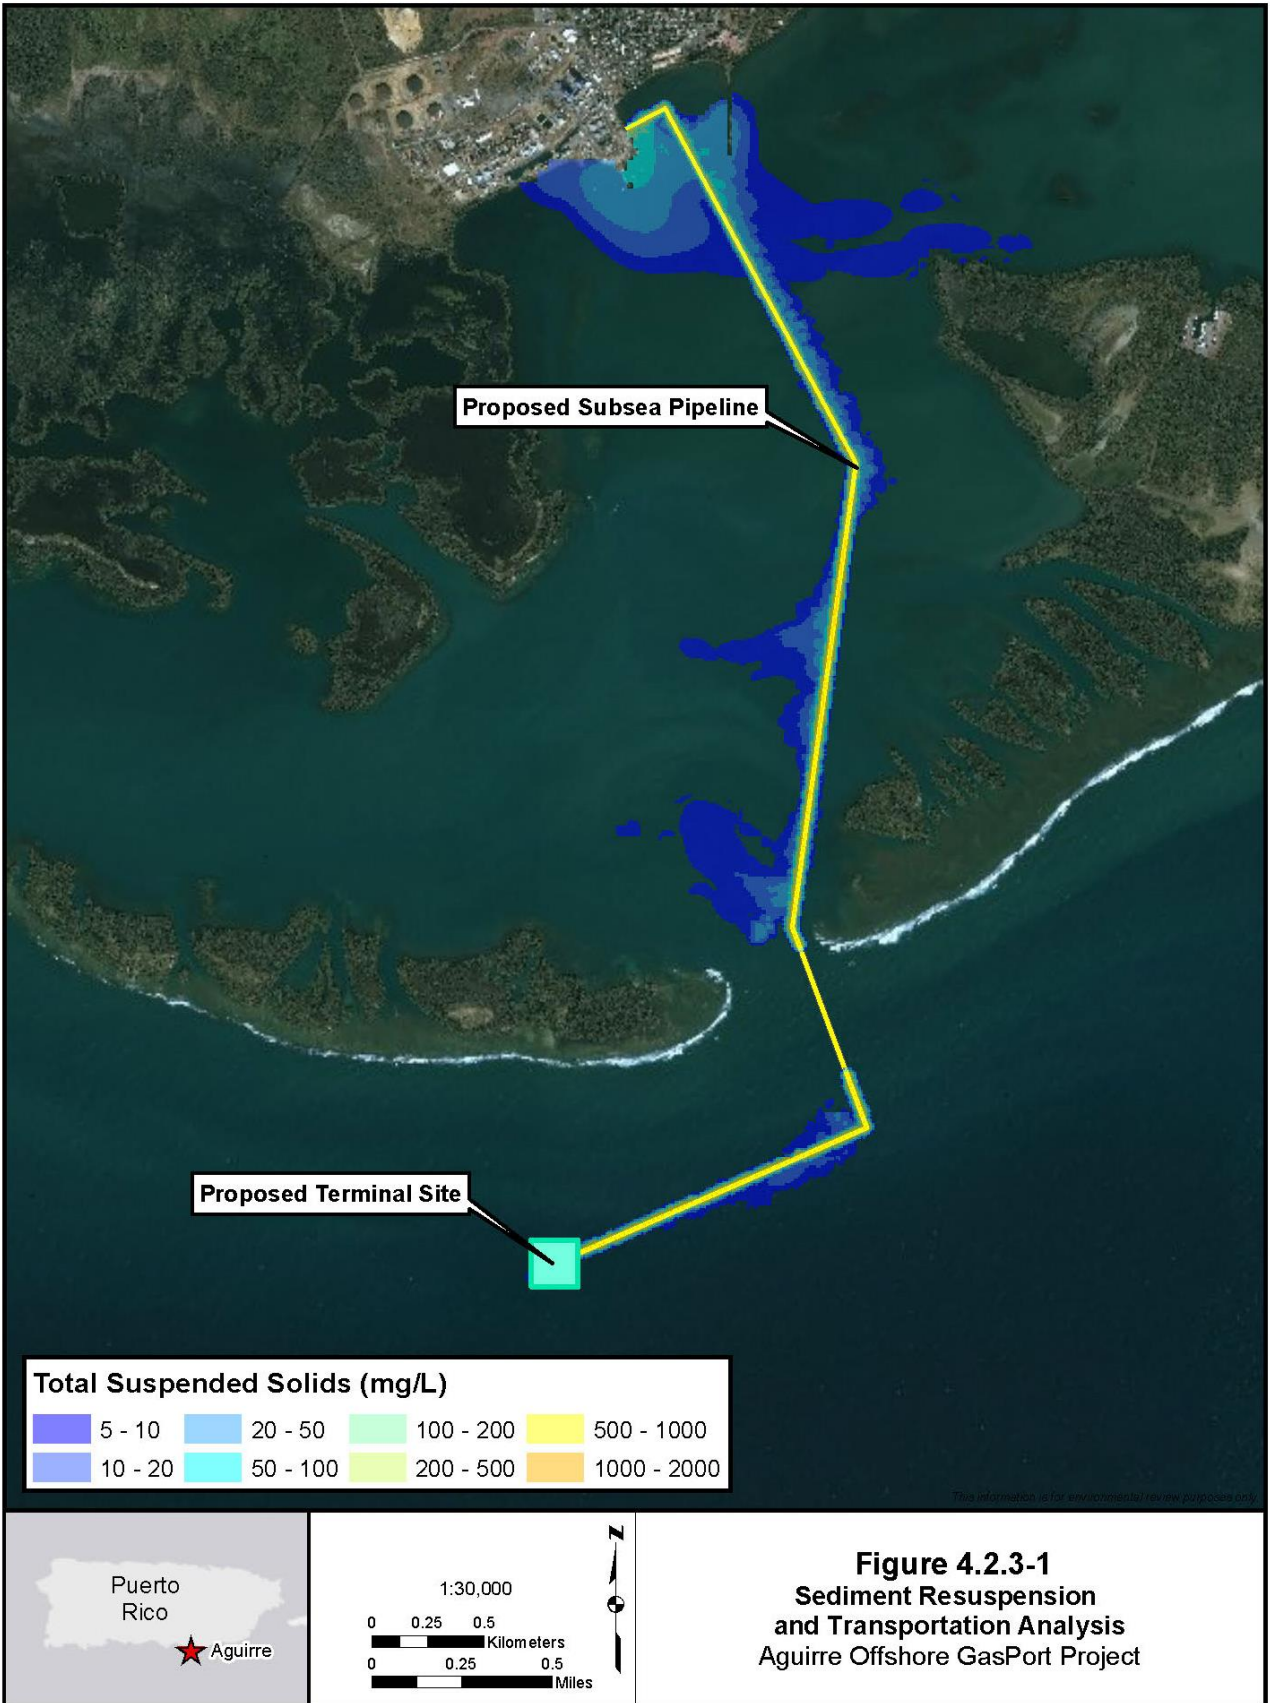 Proposed Subsea Pipeline
Proposed Terminal Site
Total Suspended Solids (mg/L)
5 - 10
20 - 50
100 - 200
500 - 1000
10 - 20
50 - 100
200 - 500
1000 - 2000
This information is for environmental review purposes only.
Puerto
Rico
Aguirre
N
1:30,000
0 0.25 0.5
Kilometers
0 0.25 0.5
Miles
Figure 4.2.3-1
Sediment Resuspension
and Transportation Analysis
Aguirre Offshore GasPort Project